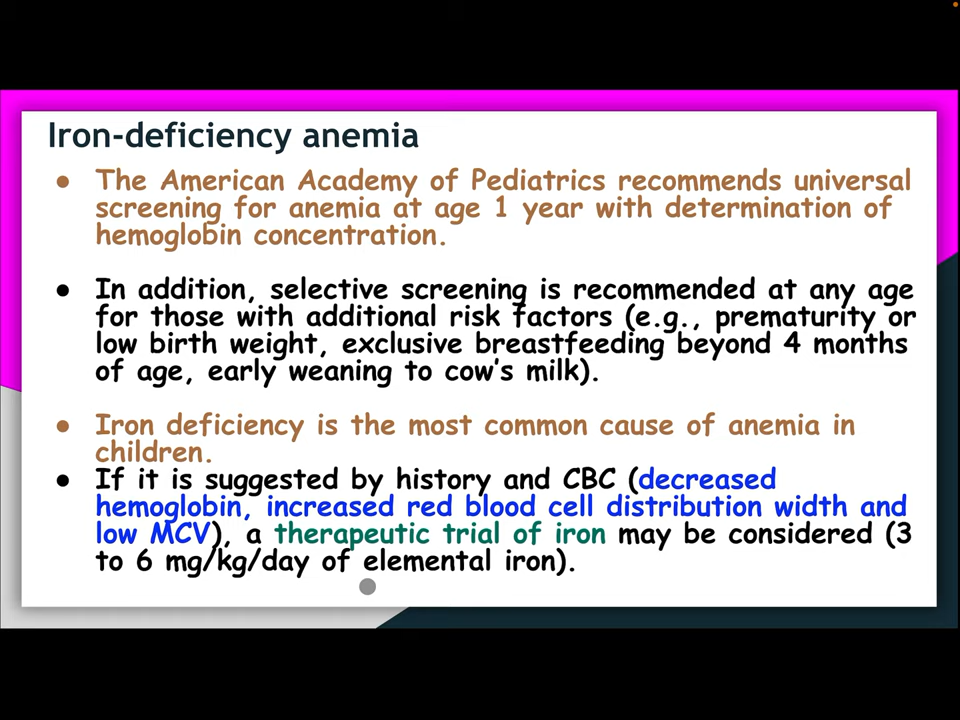 Iron-deficiency anemia
● The American Academy of Pediatrics recommends universal
screening for anemia at age 1 year with determination of
hemoglobin concentration.
● In addition, selective screening is recommended at any age
for those with additional risk factors (e.g., prematurity or
low birth weight, exclusive breastfeeding beyond 4 months
of age, early weaning to cow's milk).
● Iron deficiency is the most common cause of anemia in
children.
● If it is suggested by history and CBC (decreased
hemoglobin, increased red blood cell distribution width and
low MCV), a therapeutic trial of iron may be considered (3
to 6 mg/kg/day of elemental iron).